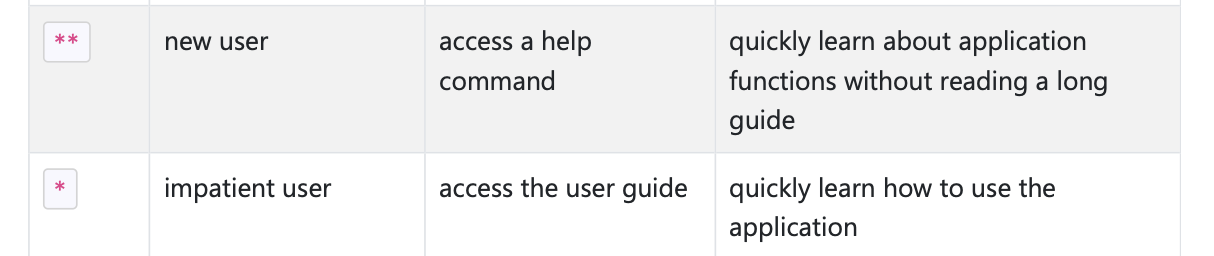 ** new user access a help quickly learn about application
command functions without reading a long
guide
* impatient user access the user guide quickly learn how to use the
application